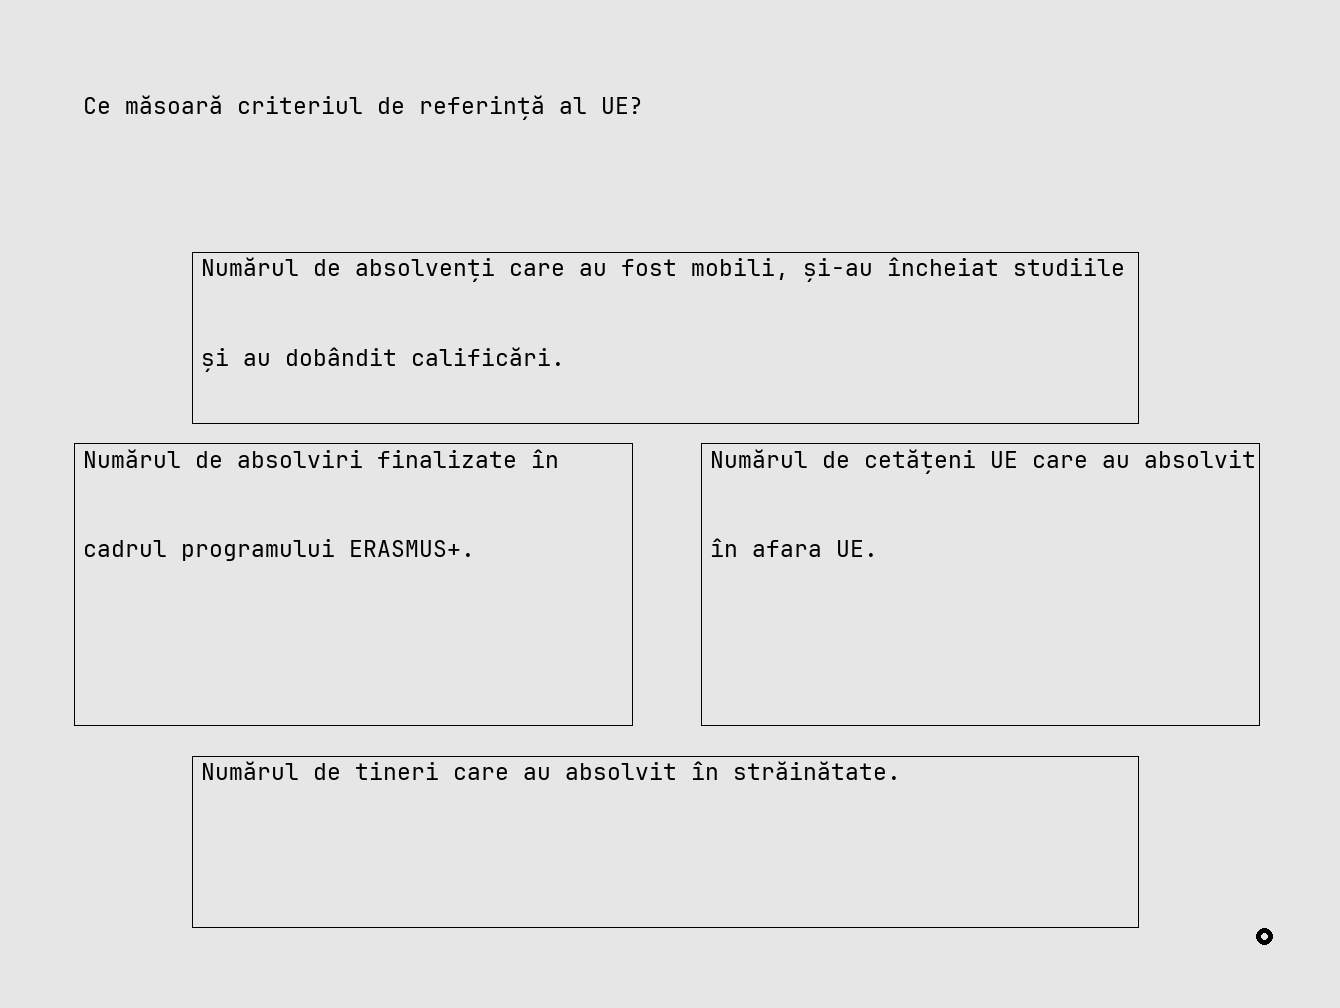 Ce măsoară criteriul de referință al UE?
Numărul de absolvenți care au fost mobili, și-au încheiat studiile
și au dobândit calificări.
Numărul de absolviri finalizate în
cadrul programului ERASMUS+.
Numărul de cetățeni UE care au absolvit
în afara UE.
Numărul de tineri care au absolvit în străinătate.